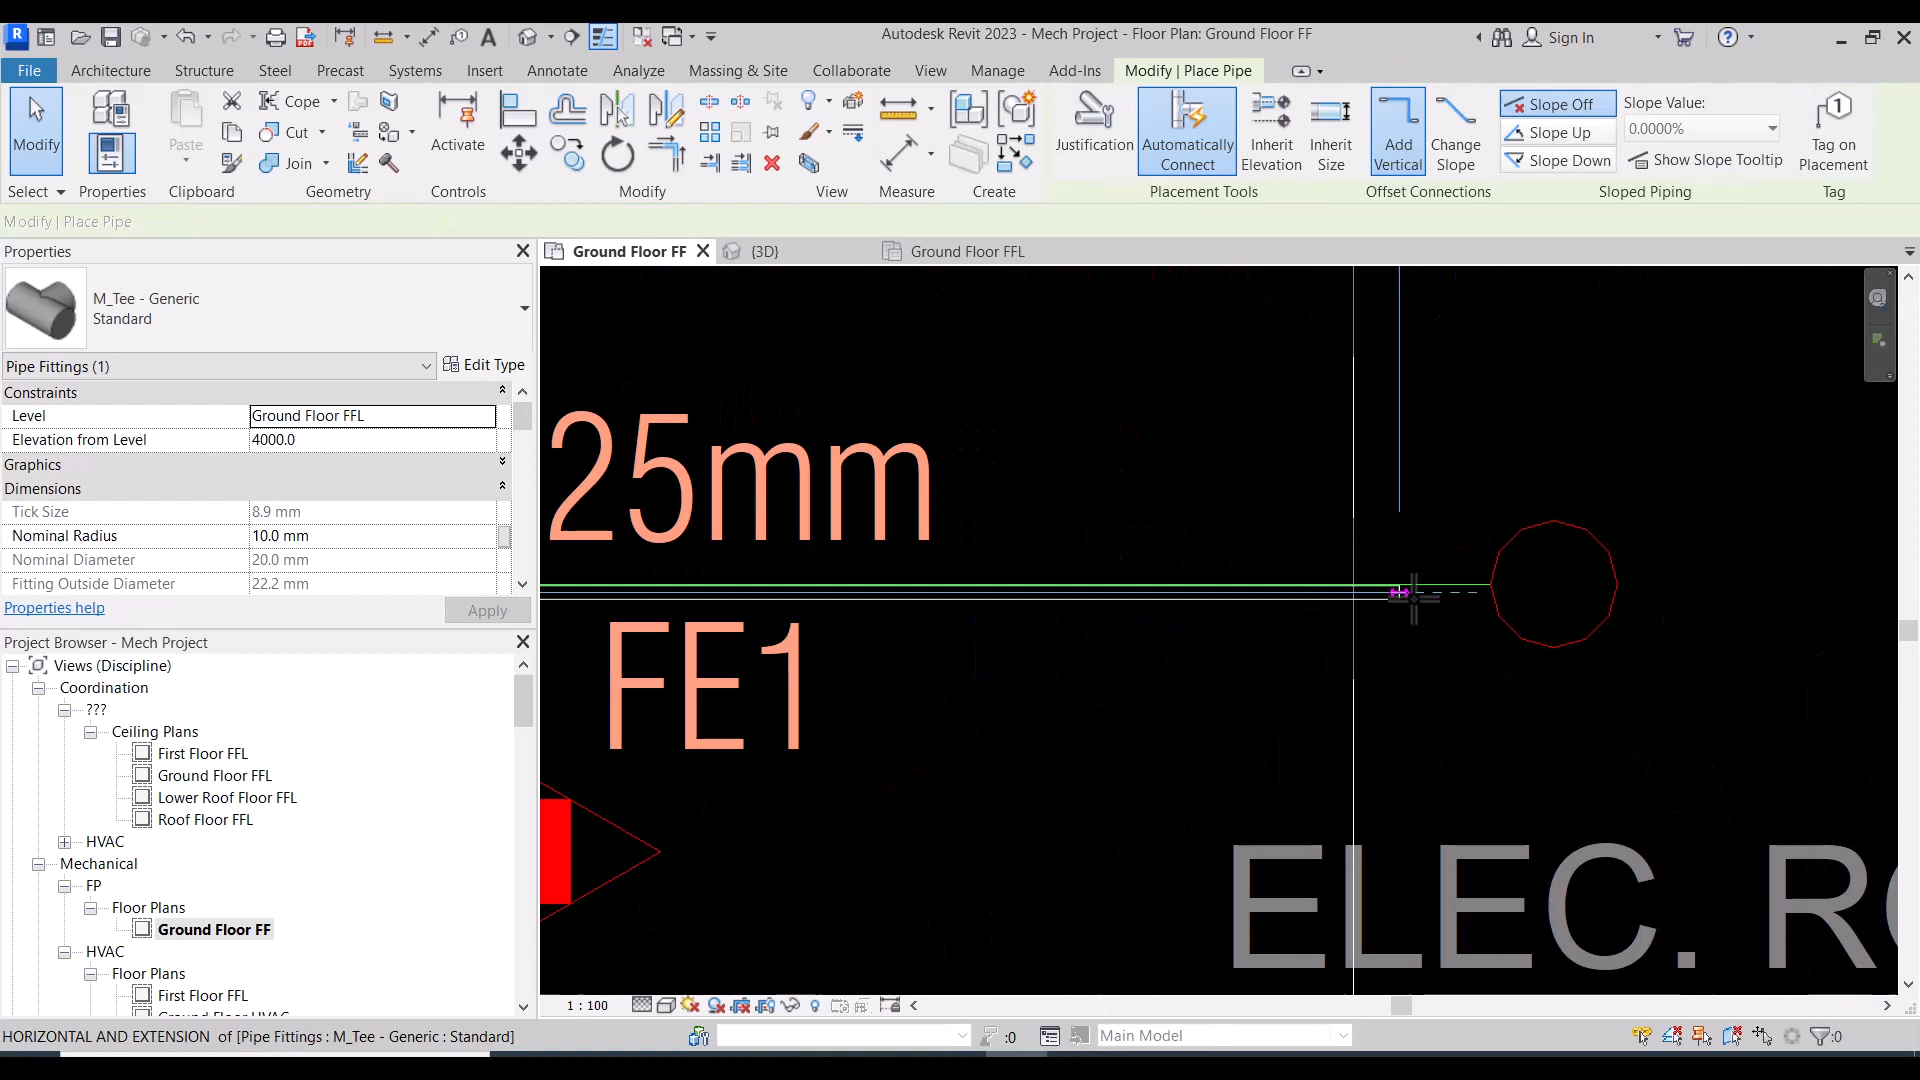 Autodesk Revit 2023 - Mech Project - Floor Plan: Ground Floor FF
Sign In
File
Architecture
Structure
Steel
Precast
Systems
Insert
Annotate
Analyze
Massing & Site
Collaborate
View
Manage
Add-Ins
Modify | Place Pipe
Modify
Select
Properties
Paste
Clipboard
Cope
Cut
Join
Geometry
Activate
Controls
Modify
View
Measure
Create
Justification
Automatically Connect
Inherit Elevation
Inherit Size
Placement Tools
Add Vertical
Change Slope
Offset Connections
Slope Off
Slope Up
Slope Down
Slope Value:
0.0000%
Show Slope Tooltip
Sloped Piping
Tag on Placement
Tag
Modify | Place Pipe
Properties
M_Tee - Generic
Standard
Pipe Fittings (1)
Edit Type
Constraints
Level
Ground Floor FFL
Elevation from Level
4000.0
Graphics
Dimensions
Tick Size
8.9 mm
Nominal Radius
10.0 mm
Nominal Diameter
20.0 mm
Fitting Outside Diameter
22.2 mm
Properties help
Apply
Project Browser - Mech Project
Views (Discipline)
Coordination
???
Ceiling Plans
First Floor FFL
Ground Floor FFL
Lower Roof Floor FFL
Roof Floor FFL
HVAC
Mechanical
FP
Floor Plans
Ground Floor FF
HVAC
Floor Plans
First Floor FFL
Ground Floor HVAC
Ground Floor FF
{3D}
Ground Floor FFL
25mm
FE1
ELEC.
1 : 100
HORIZONTAL AND EXTENSION of [Pipe Fittings : M_Tee - Generic : Standard]
:0
Main Model
:0